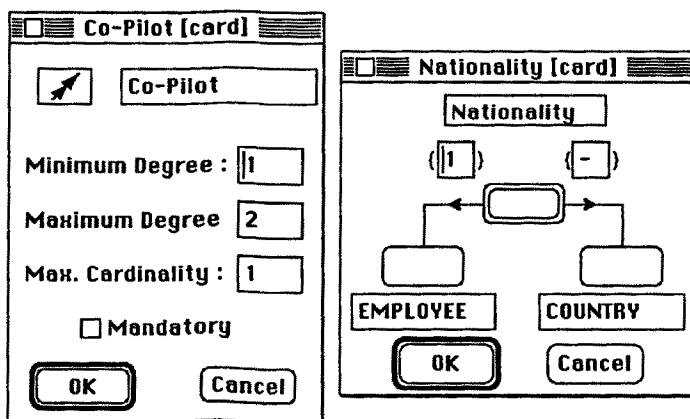 Co-Pilot [card]
Co-Pilot
Minimum Degree : 1
Maximum Degree 2
Max. Cardinality : 1
Mandatory
OK Cancel
Nationality [card]
Nationality
(1) (-)
EMPLOYEE COUNTRY
OK Cancel